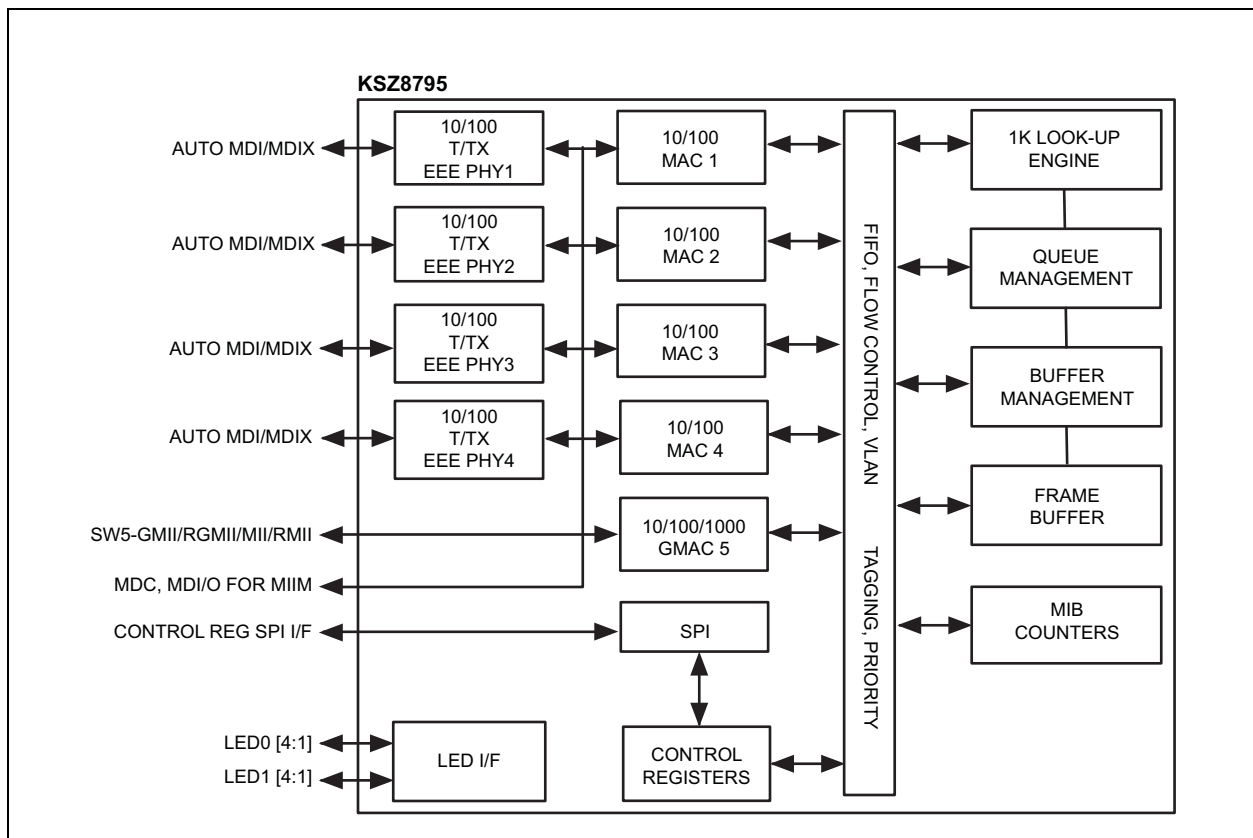 KSZ8795
AUTO MDI/MDIX
10/100
T/TX
EEE PHY1
10/100
MAC 1
1K LOOK-UP
ENGINE
AUTO MDI/MDIX
10/100
T/TX
EEE PHY2
10/100
MAC 2
QUEUE
MANAGEMENT
AUTO MDI/MDIX
10/100
T/TX
EEE PHY3
10/100
MAC 3
BUFFER
MANAGEMENT
AUTO MDI/MDIX
10/100
T/TX
EEE PHY4
10/100
MAC 4
FRAME
BUFFER
SW5-GMII/RGMII/MII/RMII
10/100/1000
GMAC 5
MDC, MDI/O FOR MIIM
CONTROL REG SPI I/F
SPI
MIB
COUNTERS
LED0 [4:1]
LED1 [4:1]
LED I/F
CONTROL
REGISTERS
FIFO, FLOW CONTROL, VLAN TAGGING, PRIORITY